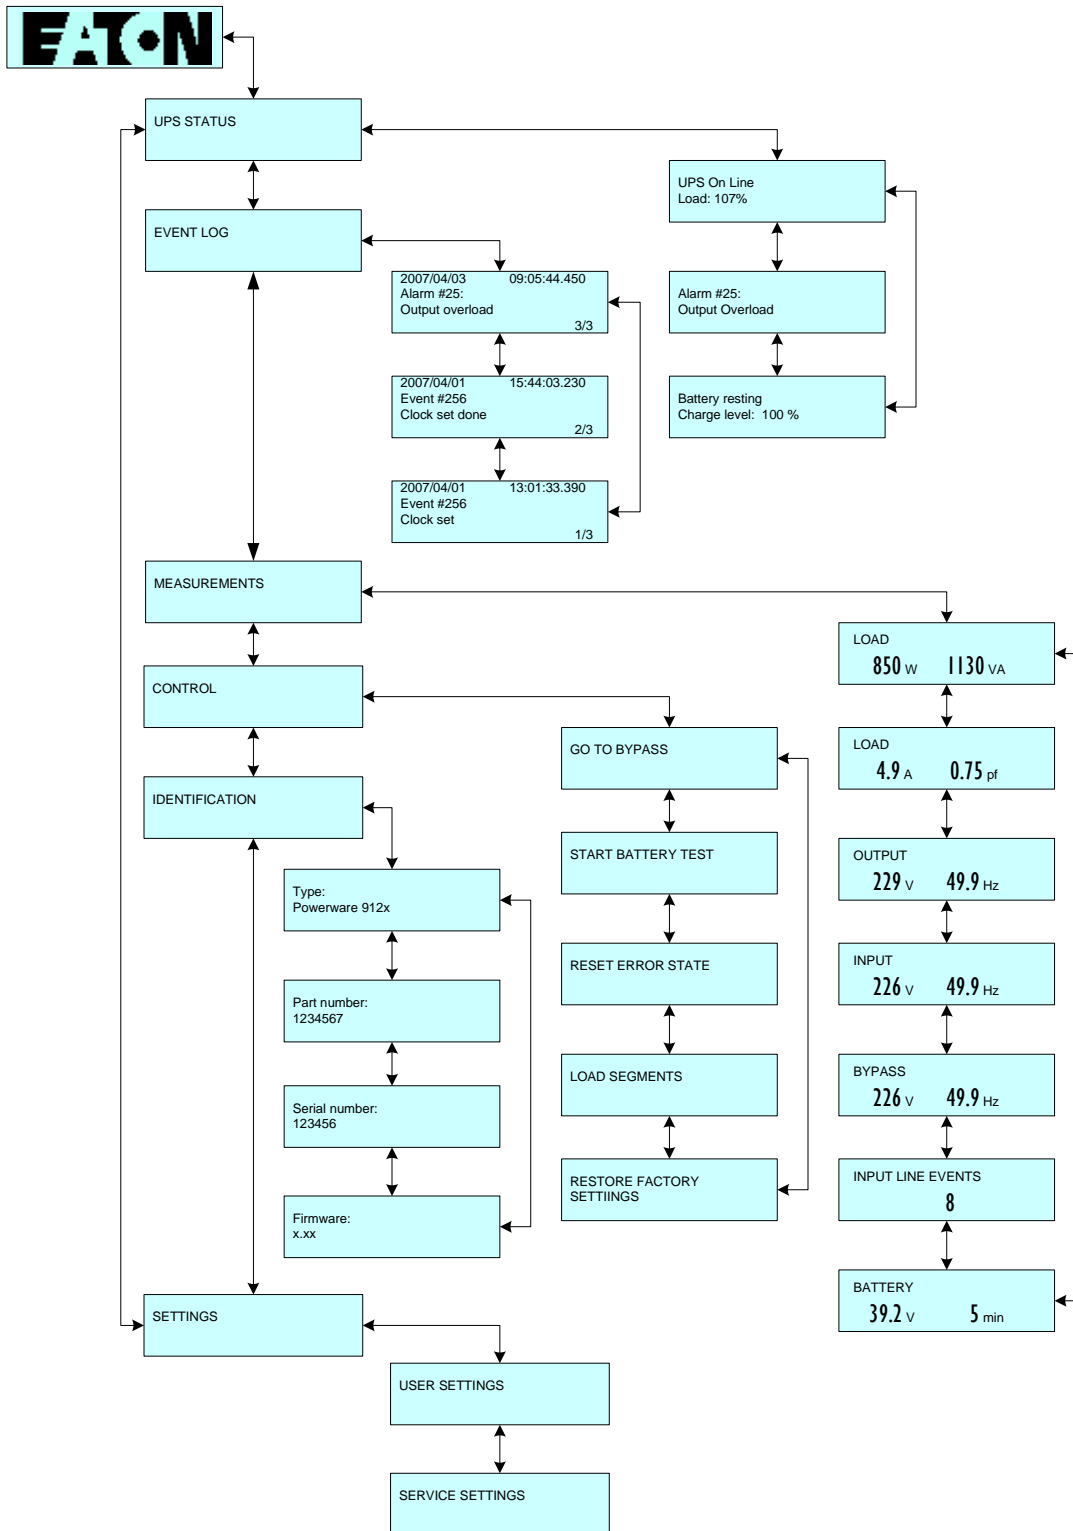 EATON
UPS STATUS
UPS On Line
Load: 107%
EVENT LOG
2007/04/03 09:05:44.450
Alarm #25:
Output overload
3/3
Alarm #25:
Output Overload
2007/04/01 15:44:03.230
Event #256
Clock set done
2/3
Battery resting
Charge level: 100 %
2007/04/01 13:01:33.390
Event #256
Clock set
1/3
MEASUREMENTS
LOAD
850 W 1130 VA
CONTROL
GO TO BYPASS
LOAD
4.9 A 0.75 pf
IDENTIFICATION
START BATTERY TEST
OUTPUT
229 V 49.9 Hz
Type:
Powerware 912x
RESET ERROR STATE
INPUT
226 V 49.9 Hz
Part number:
1234567
LOAD SEGMENTS
BYPASS
226 V 49.9 Hz
Serial number:
123456
RESTORE FACTORY
SETTIINGS
INPUT LINE EVENTS
8
Firmware:
x.xx
SETTINGS
BATTERY
39.2 V 5 min
USER SETTINGS
SERVICE SETTINGS